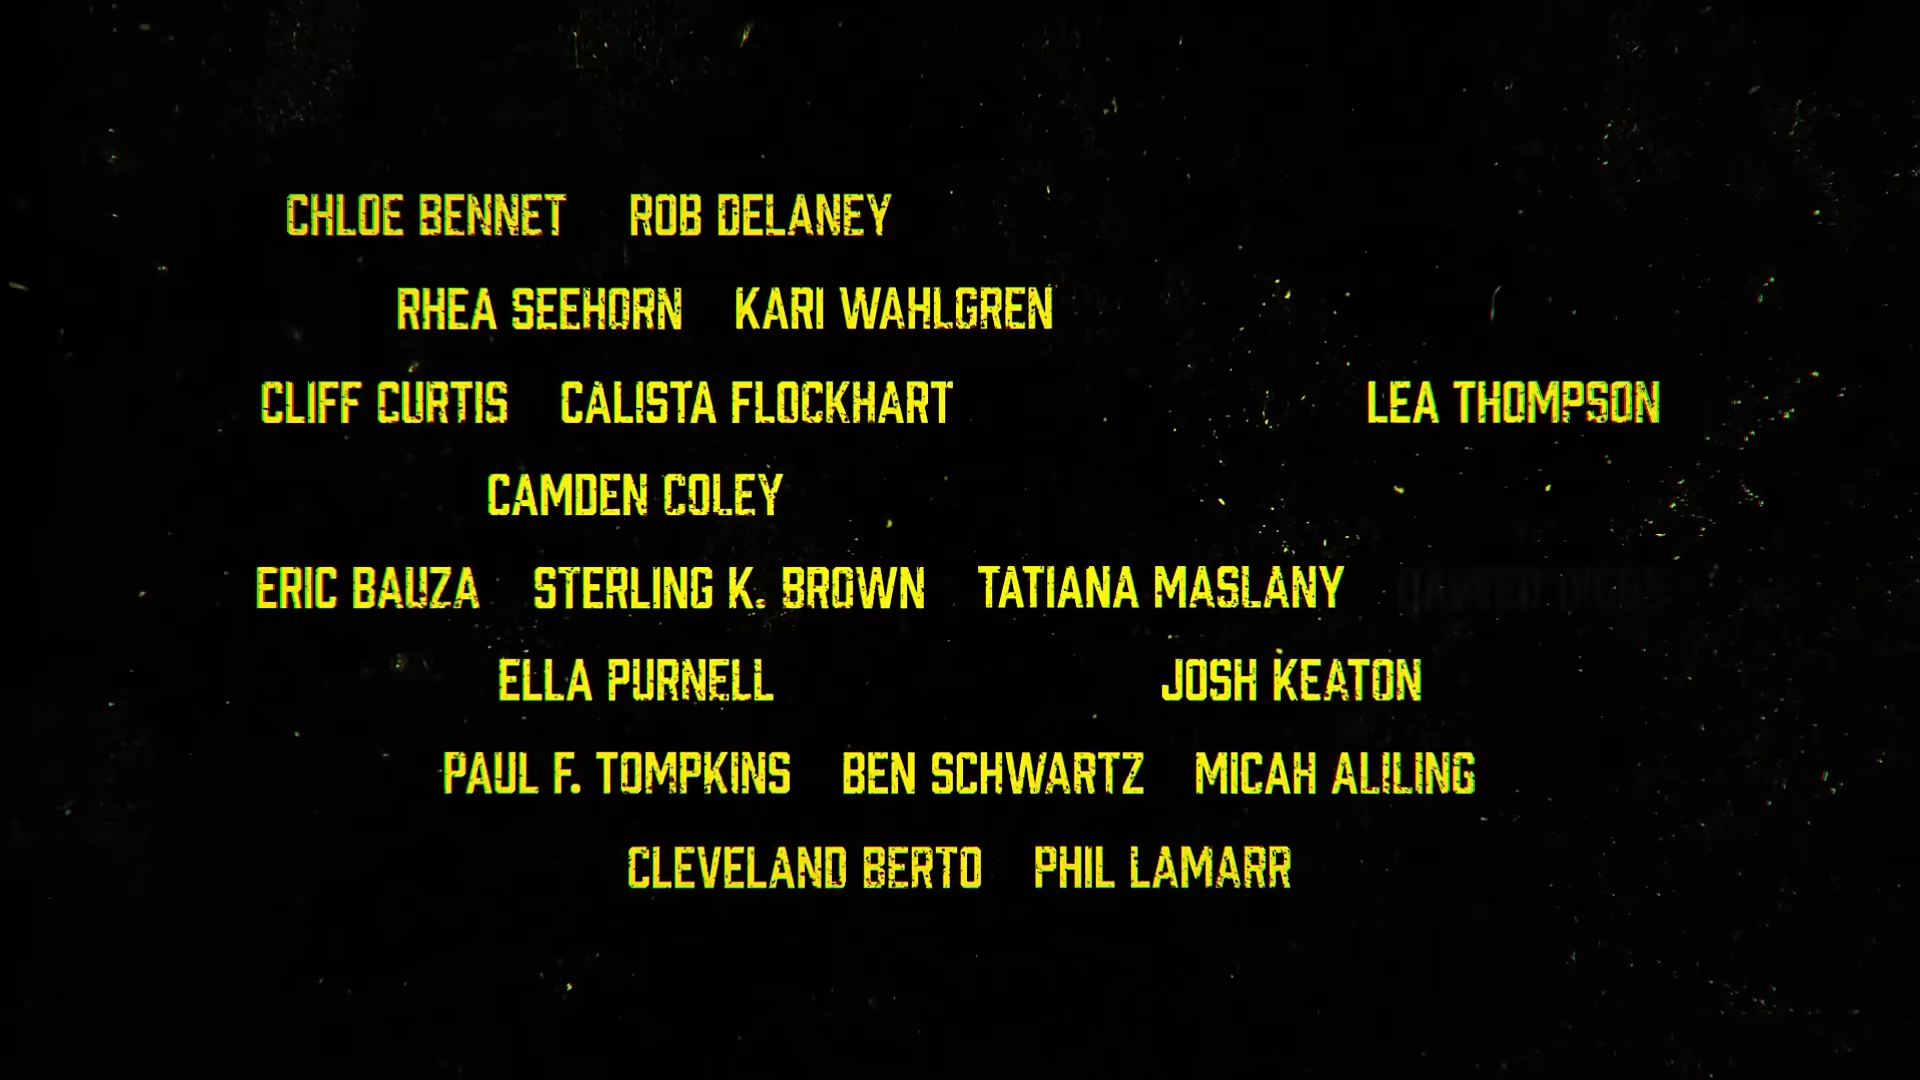 CHLOE BENNET ROB DELANEY
RHEA SEEHORN KARI WAHLGREN
CLIFF CURTIS CALISTA FLOCKHART LEA THOMPSON
CAMDEN COLEY
ERIC BAUZA STERLING K. BROWN TATIANA MASLANY
ELLA PURNELL JOSH KEATON
PAUL F. TOMPKINS BEN SCHWARTZ MICAH ALILING
CLEVELAND BERTO PHIL LAMARR